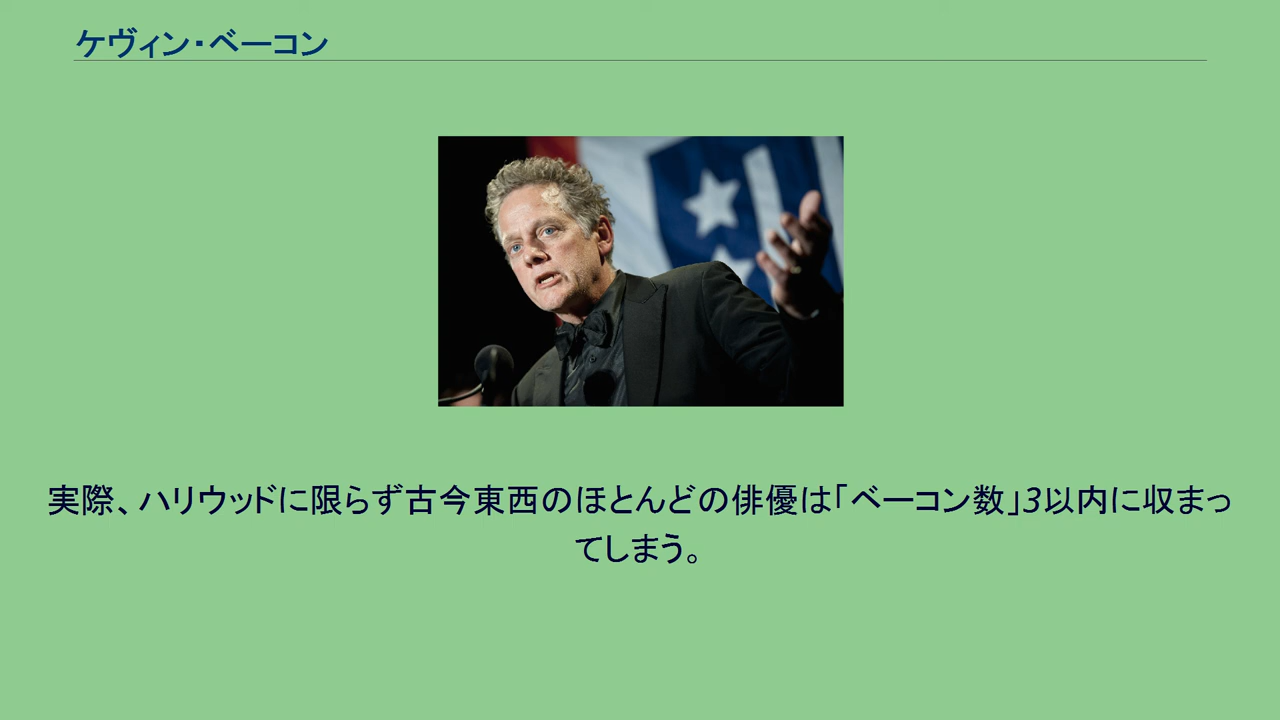 ケヴィン・ベーコン
実際、ハリウッドに限らず古今東西のほとんどの俳優は「ベーコン数」3以内に収まっ
てしまう。